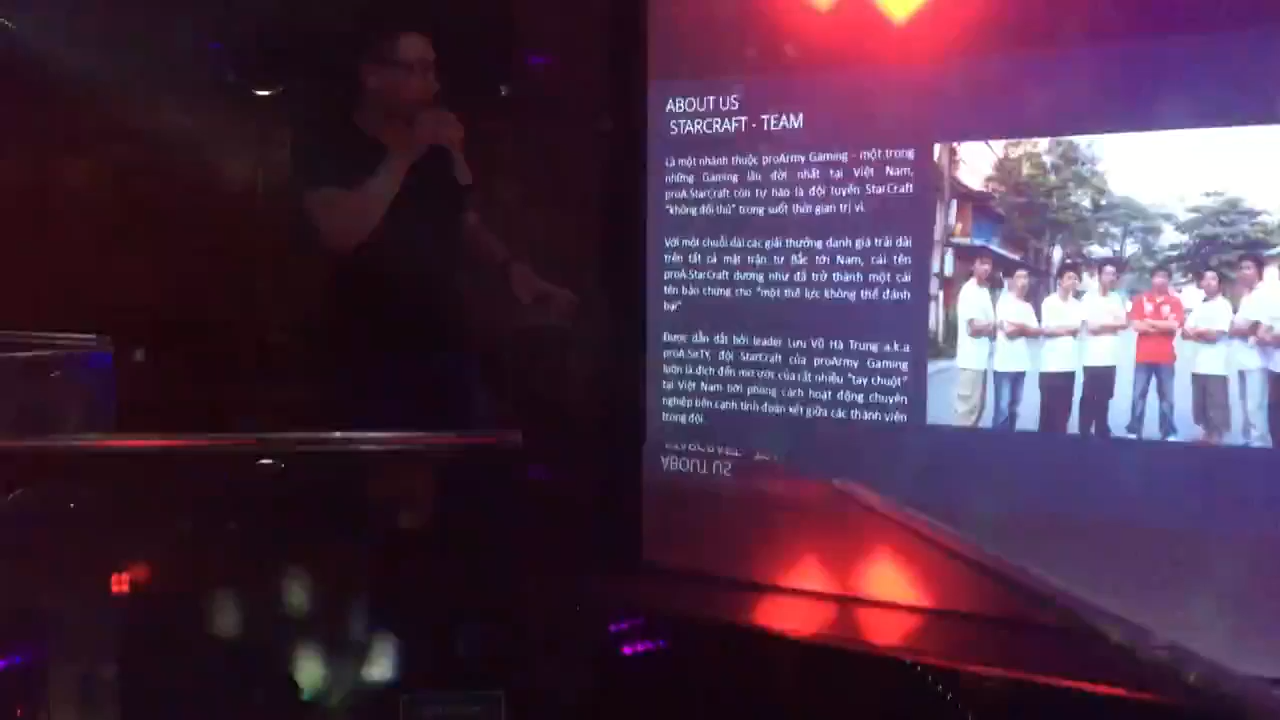 ABOUT US
STARCRAFT - TEAM
Là một nhánh thuộc proArmy Gaming - một trong
những Gaming lâu đời nhất tại Việt Nam,
proA.StarCraft còn tự hào là đội tuyển StarCraft
"không đối thủ" trong suốt thời gian trị vì.
Với một chuỗi dài các giải thưởng danh giá trải dài
trên tất cả mặt trận từ Bắc tới Nam, cái tên
proA.StarCraft dường như đã trở thành một cái
tên bảo chứng cho "một thế lực không thể đánh
bại"
Được dẫn dắt bởi leader Lưu Vũ Hà Trung a.k.a
proA.SirTY, đội StarCraft của proArmy Gaming
luôn là đích đến mơ ước của rất nhiều "tay chuột"
tại Việt Nam bởi phong cách hoạt động chuyên
nghiệp bên cạnh tính đoàn kết giữa các thành viên
trong đội.
ABOUT US